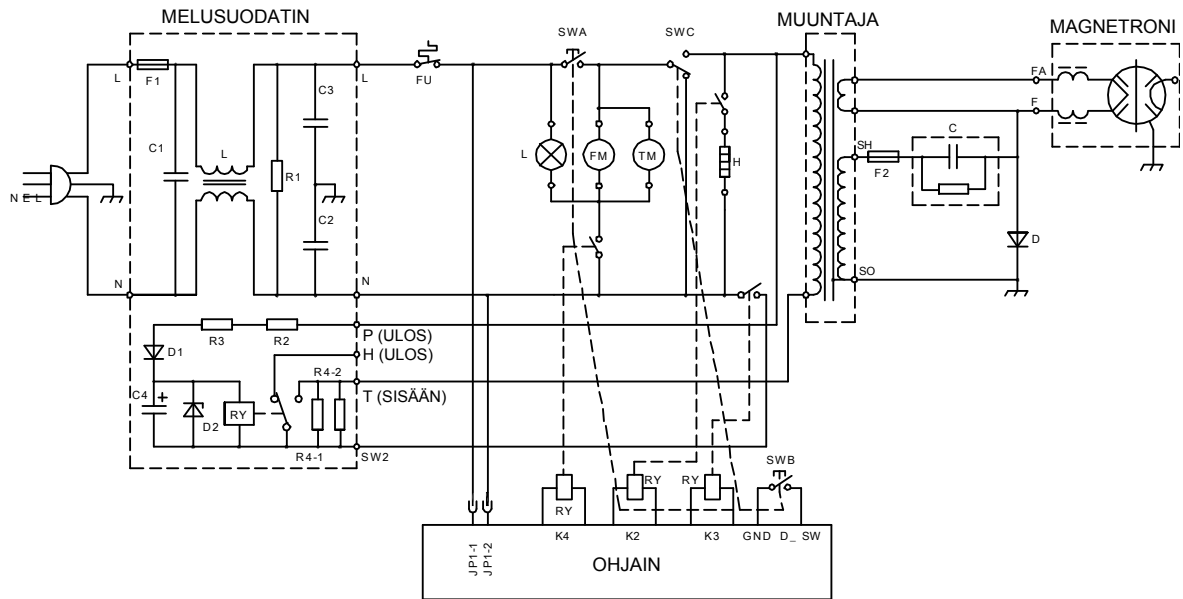 MELUSUODATIN
MUUNTAJA
MAGNETRONI
SWA
SWC
L
F1
L
FU
C3
C1
L
R1
L
FM
TM
H
FA
F
C
SH
F2
N E L
C2
D
N
N
SO
R3
R2
P (ULOS)
D1
H (ULOS)
R4-2
T (SISÄÄN)
C4
+
D2
RY
R4-1
SW2
SWB
RY
RY
RY
K4
K2
K3
GND
D_ SW
JP1-1
JP1-2
OHJAIN